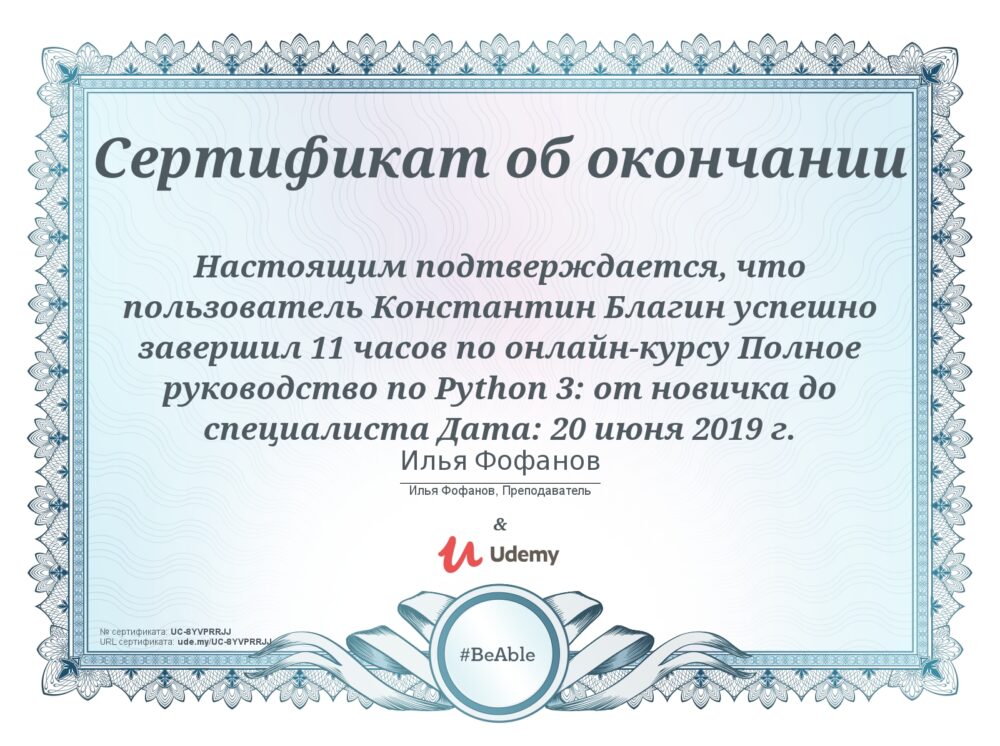 Сертификат об окончании
Настоящим подтверждается, что
пользователь Константин Благин успешно
завершил 11 часов по онлайн-курсу Полное
руководство по Python 3: от новичка до
специалиста Дата: 20 июня 2019 г.
Илья Фофанов
Илья Фофанов, Преподаватель
&
Udemy
№ сертификата: UC-8YVPRRJJ
URL сертификата: ude.my/UC-8YVPRRJJ
#BeAble